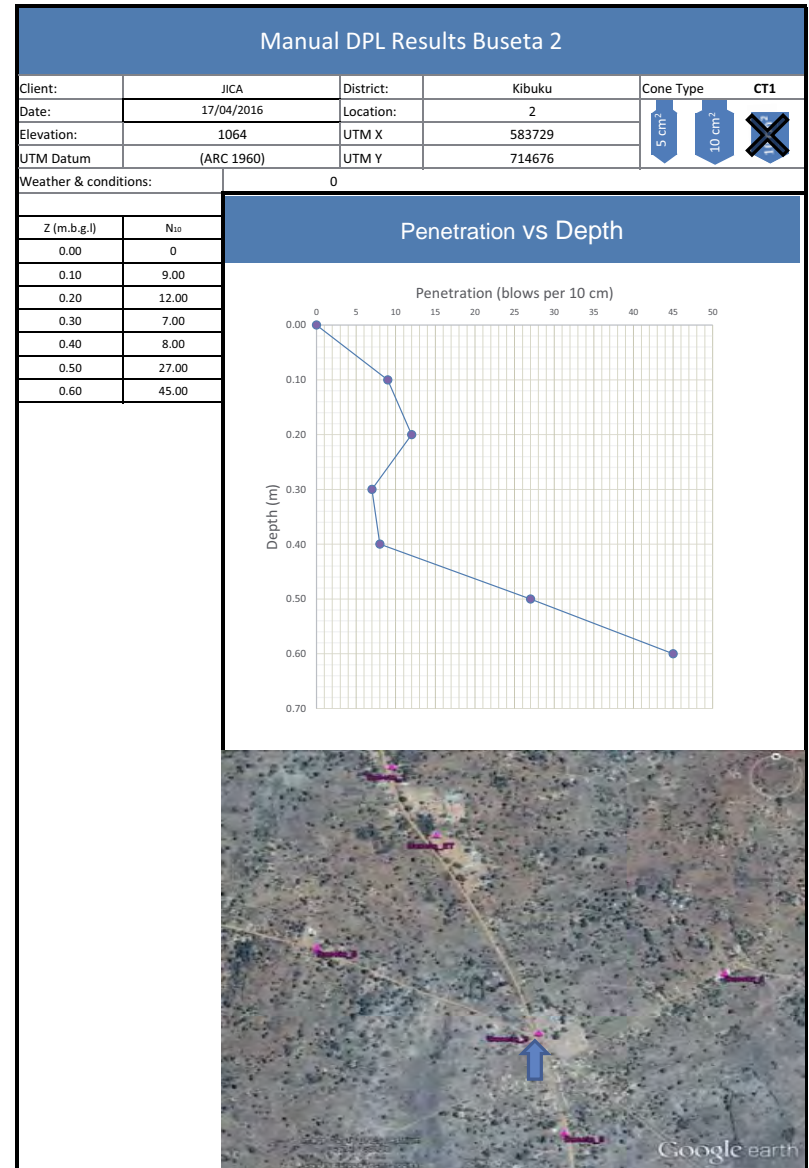 Manual DPL Results Buseta 2
Client: JICA District: Kibuku Cone Type CT1
Date: 17/04/2016 Location: 2
Elevation: 1064 UTM X 583729
UTM Datum (ARC 1960) UTM Y 714676
5 cm²
10 cm²
Weather & conditions: 0
Z (m.b.g.l) N10
0.00 0
0.10 9.00
0.20 12.00
0.30 7.00
0.40 8.00
0.50 27.00
0.60 45.00
Penetration vs Depth
Penetration (blows per 10 cm)
0 5 10 15 20 25 30 35 40 45 50
0.00
0.10
0.20
0.30
0.40
0.50
0.60
0.70
Depth (m)
Google earth